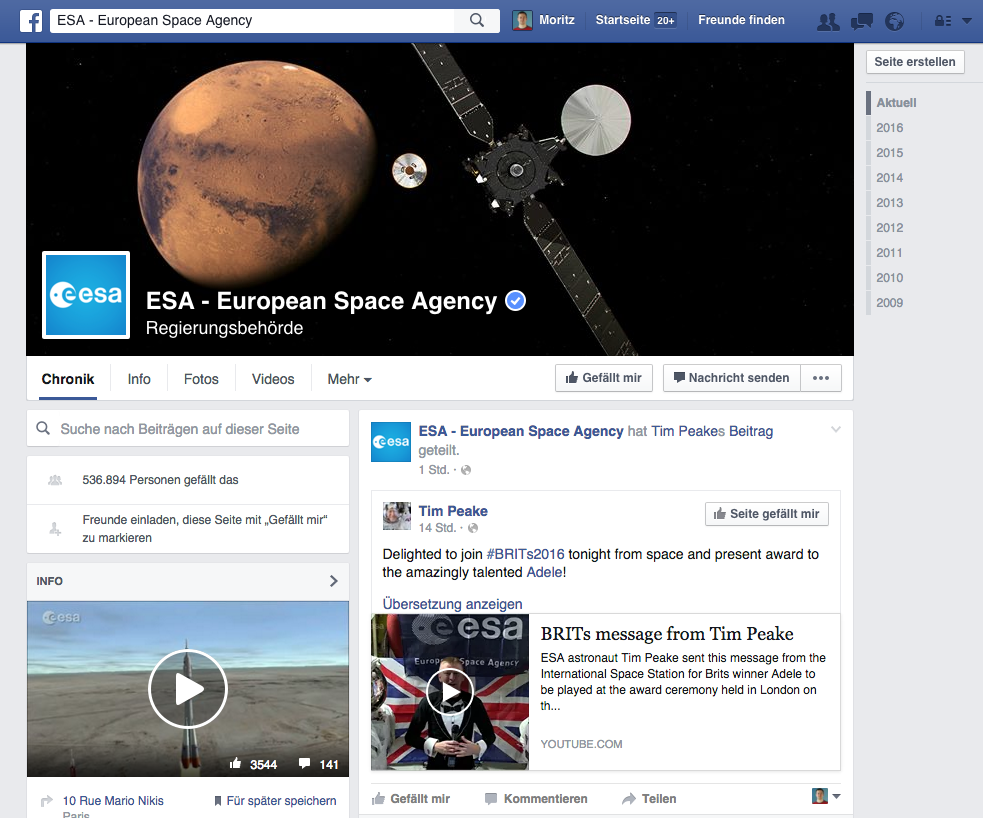 ESA - European Space Agency
Moritz
Startseite 20+
Freunde finden
Seite erstellen
Aktuell
2016
2015
2014
2013
2012
2011
2010
2009
esa
ESA - European Space Agency
Regierungsbehörde
Chronik
Info
Fotos
Videos
Mehr
Gefällt mir
Nachricht senden
Suche nach Beiträgen auf dieser Seite
536.894 Personen gefällt das
Freunde einladen, diese Seite mit „Gefällt mir“
zu markieren
INFO
esa
3544
141
10 Rue Mario Nikis
Paris
Für später speichern
esa
ESA - European Space Agency hat Tim Peakes Beitrag
geteilt.
1 Std. ·
Tim Peake
14 Std. ·
Seite gefällt mir
Delighted to join #BRITs2016 tonight from space and present award to
the amazingly talented Adele!
Übersetzung anzeigen
esa
European Space Agency
BRITs message from Tim Peake
ESA astronaut Tim Peake sent this message from the
International Space Station for Brits winner Adele to
be played at the award ceremony held in London on
th...
YOUTUBE.COM
Gefällt mir
Kommentieren
Teilen